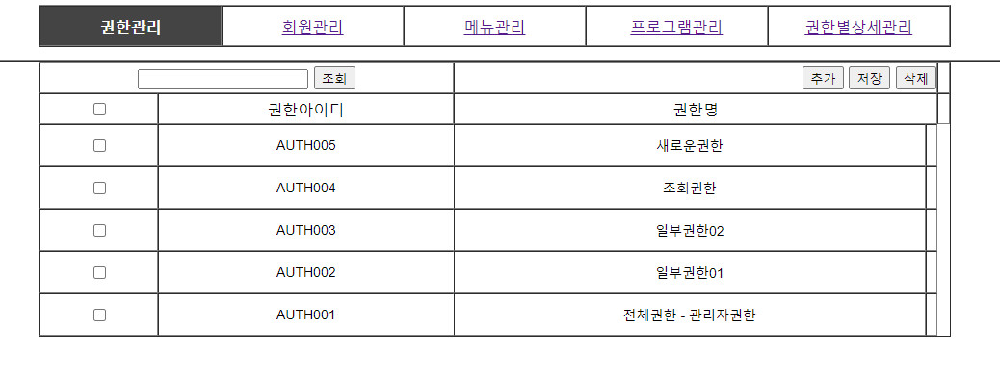 권한관리 회원관리 메뉴관리 프로그램관리 권한별상세관리
조회 추가 저장 삭제
권한아이디 권한명
AUTH005 새로운권한
AUTH004 조회권한
AUTH003 일부권한02
AUTH002 일부권한01
AUTH001 전체권한 - 관리자권한